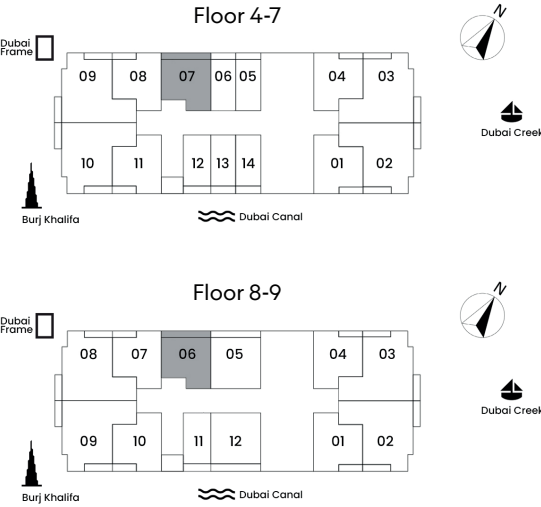 Floor 4-7
N
Dubai
Frame
09 08 07 06 05 04 03
Dubai Creek
10 11 12 13 14 01 02
Burj Khalifa
Dubai Canal
Floor 8-9
N
Dubai
Frame
08 07 06 05 04 03
Dubai Creek
09 10 11 12 01 02
Burj Khalifa
Dubai Canal